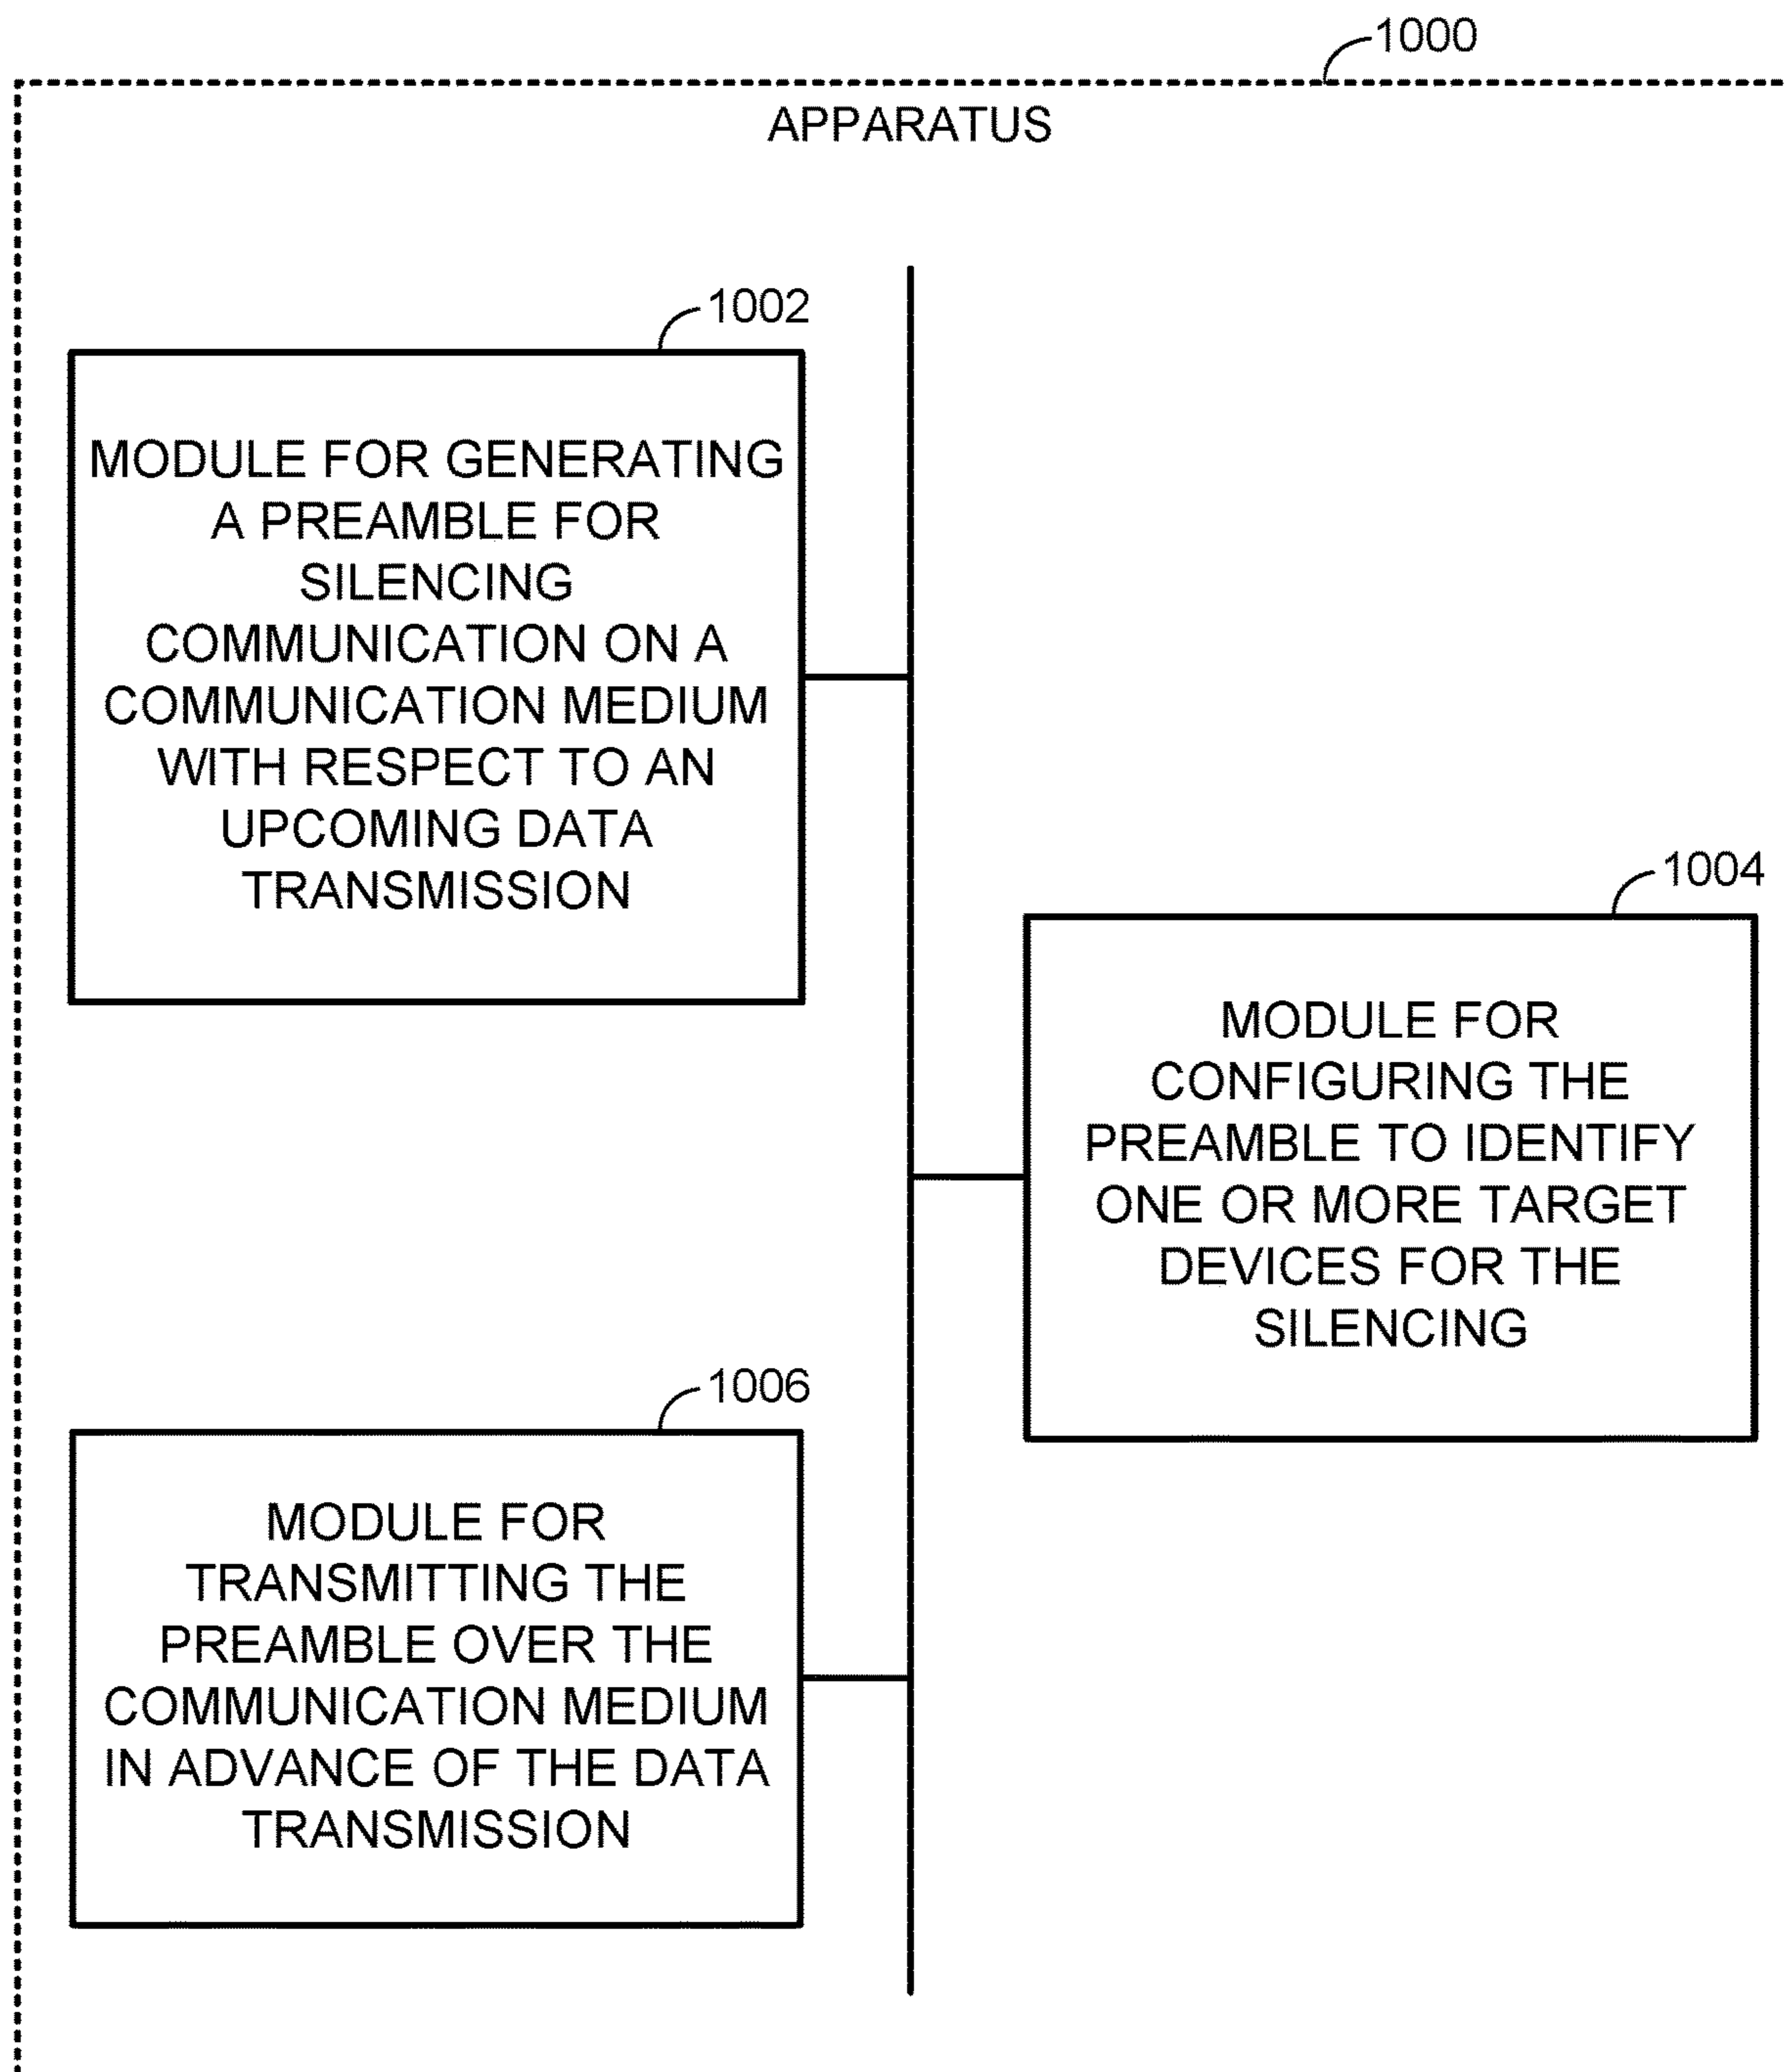 1000
APPARATUS
1002
MODULE FOR GENERATING
A PREAMBLE FOR
SILENCING
COMMUNICATION ON A
COMMUNICATION MEDIUM
WITH RESPECT TO AN
UPCOMING DATA
TRANSMISSION
1004
MODULE FOR
CONFIGURING THE
PREAMBLE TO IDENTIFY
ONE OR MORE TARGET
DEVICES FOR THE
SILENCING
1006
MODULE FOR
TRANSMITTING THE
PREAMBLE OVER THE
COMMUNICATION MEDIUM
IN ADVANCE OF THE DATA
TRANSMISSION